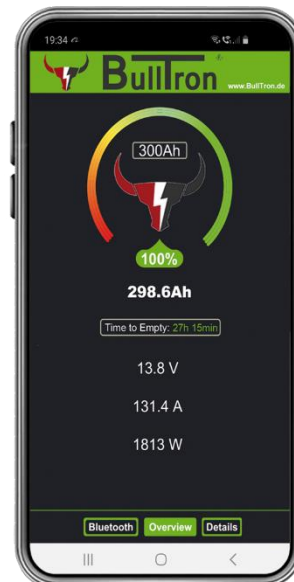 19:34
BullTron
www.BullTron.de
300Ah
100%
298.6Ah
Time to Empty: 27h 15min
13.8 V
131.4 A
1813 W
Bluetooth Overview Details